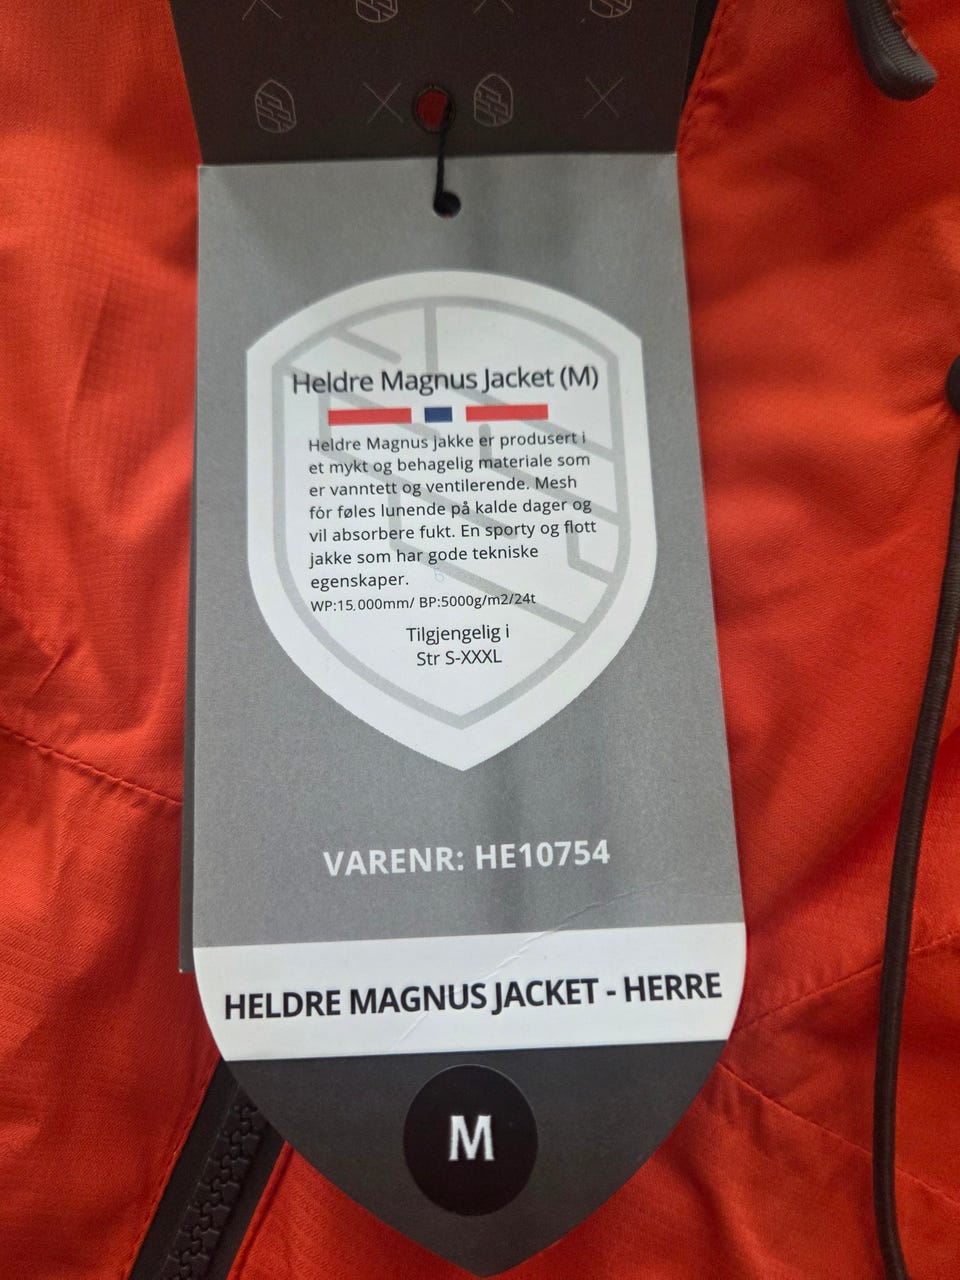 Heldre Magnus Jacket (M)
Heldre Magnus jakke er produsert i
et mykt og behagelig materiale som
er vanntett og ventilerende. Mesh
fór føles lunende på kalde dager og
vil absorbere fukt. En sporty og flott
jakke som har gode tekniske
egenskaper.
WP:15.000mm/ BP:5000g/m2/24t
Tilgjengelig i
Str S-XXXL
VARENR: HE10754
HELDRE MAGNUS JACKET - HERRE
M